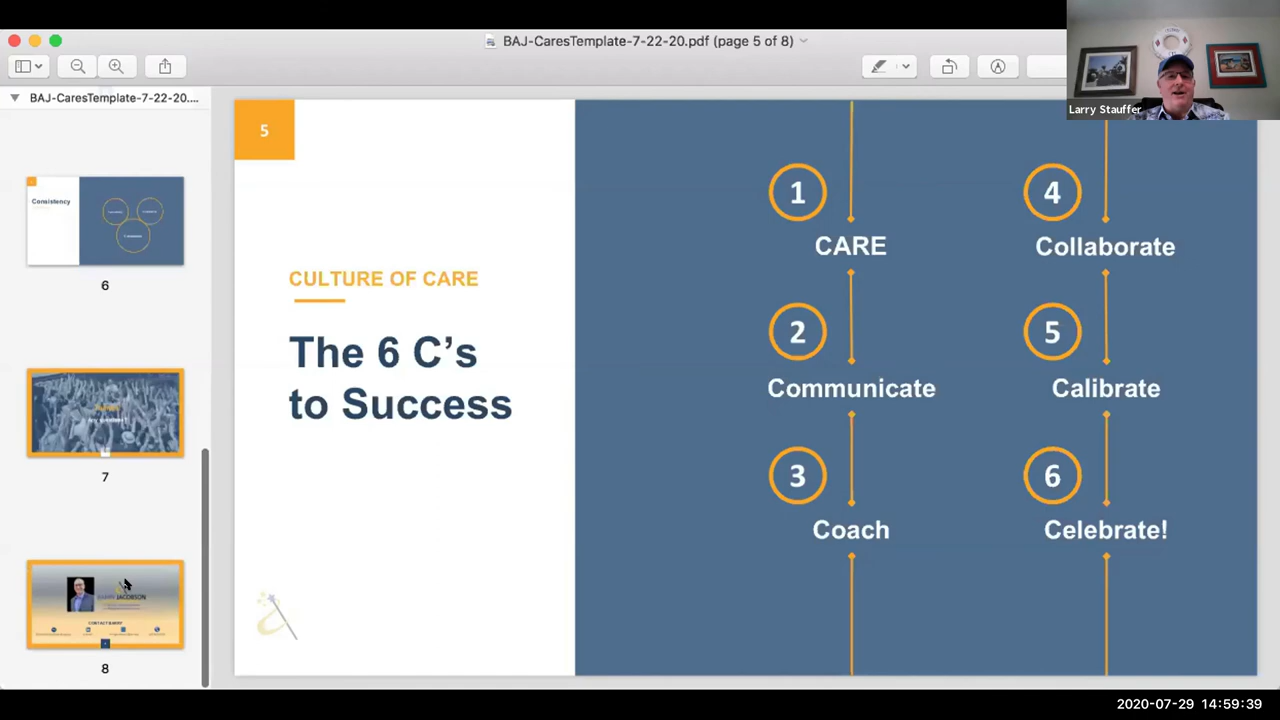 BAJ-CaresTemplate-7-22-20.pdf (page 5 of 8)
Larry Stauffer
BAJ-CaresTemplate-7-22-20....
Consistency
6
7
8
5
CULTURE OF CARE
The 6 C's
to Success
1
CARE
2
Communicate
3
Coach
4
Collaborate
5
Calibrate
6
Celebrate!
2020-07-29 14:59:39